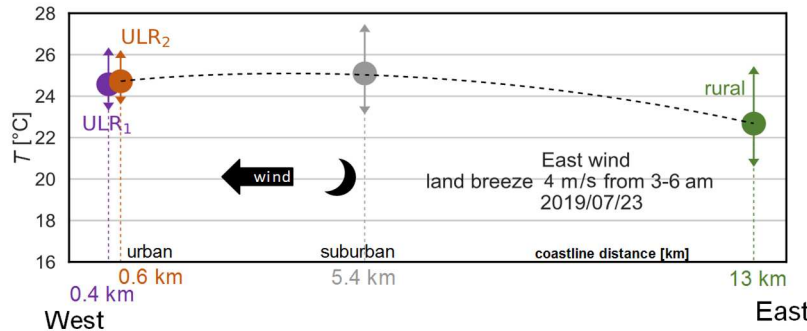 28
26
24
22
20
18
16
T [°C]
ULR₂
ULR₁
rural
wind
East wind
land breeze 4 m/s from 3-6 am
2019/07/23
urban
suburban
coastline distance [km]
0.4 km
0.6 km
5.4 km
13 km
West
East